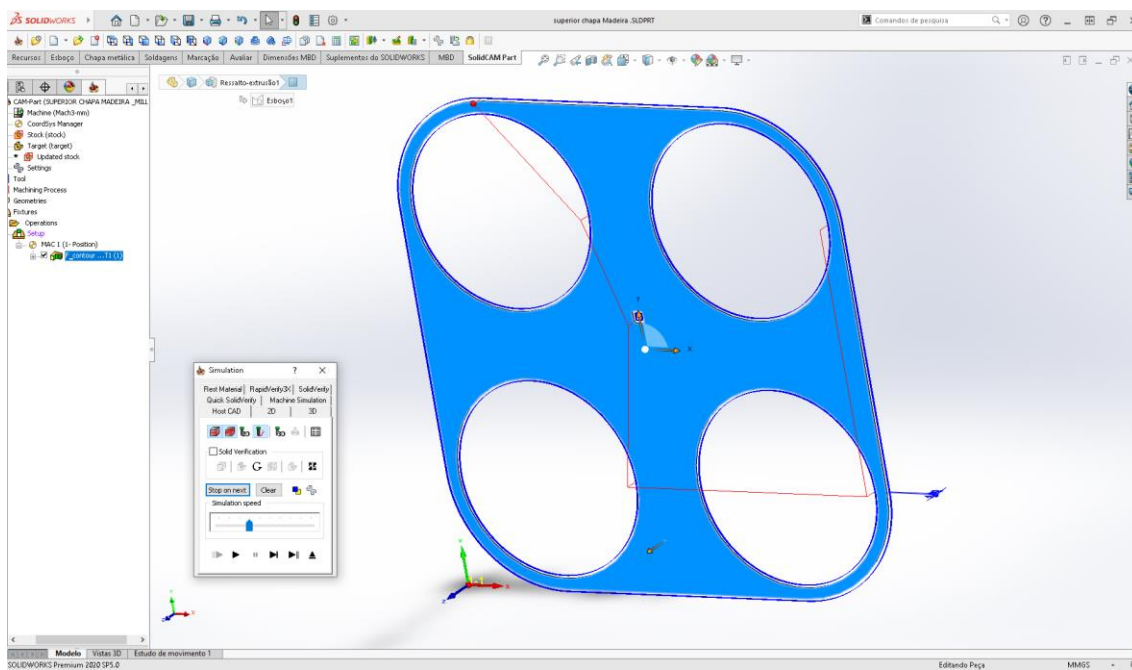 SOLIDWORKS
superior chapa Madeira .SLDPRT
Comandos de pesquisa
Recursos
Esboço
Chapa metálica
Soldagens
Marcação
Avaliar
Dimensões MBD
Suplementos do SOLIDWORKS
MBD
SolidCAM Part
Ressalto-extrusão1
Esboço1
CAM-Part (SUPERIOR CHAPA MADEIRA _MILL
Machine (Mach3-mm)
CoordSys Manager
Stock (stock)
Target (target)
Updated stock
Settings
Tool
Machining Process
Geometries
Fixtures
Operations
Setup
MAC 1 (1- Position)
_contour ...T1 (1)
Simulation
? X
Rest Material
RapidVerify3X
SolidVerify
Quick SolidVerify
Machine Simulation
Host CAD
2D
3D
Solid Verification
Stop on next
Clear
Simulation speed
Modelo
Vistas 3D
Estudo de movimento 1
SOLIDWORKS Premium 2020 SP5.0
Editando Peça
MMGS